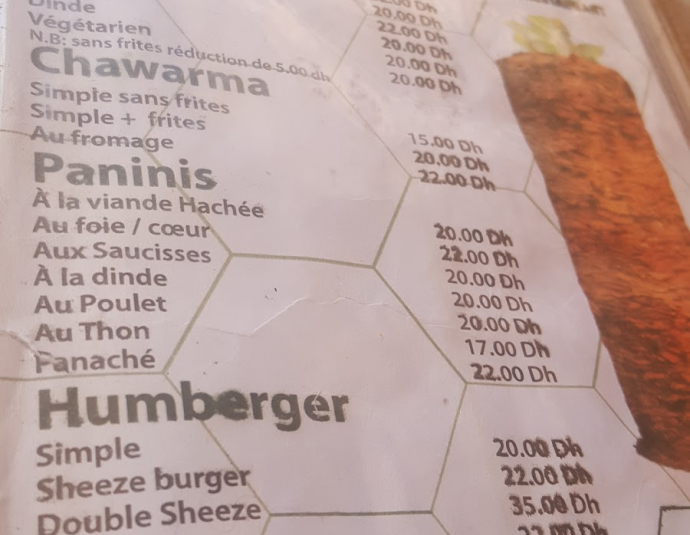 Dinde
20.00 Dh
Végétarien
22.00 Dh
20.00 Dh
20.00 Dh
20.00 Dh
N.B: sans frites réduction de 5.00 dh
Chawarma
Simple sans frites 15.00 Dh
Simple + frites 20.00 Dh
Au fromage 22.00 Dh
Paninis
À la viande Hachée 20.00 Dh
Au foie / cœur 22.00 Dh
Aux Saucisses 20.00 Dh
À la dinde 20.00 Dh
Au Poulet 20.00 Dh
Au Thon 17.00 Dh
Panaché 22.00 Dh
Humberger
Simple 20.00 Dh
Sheeze burger 22.00 Dh
Double Sheeze 35.00 Dh